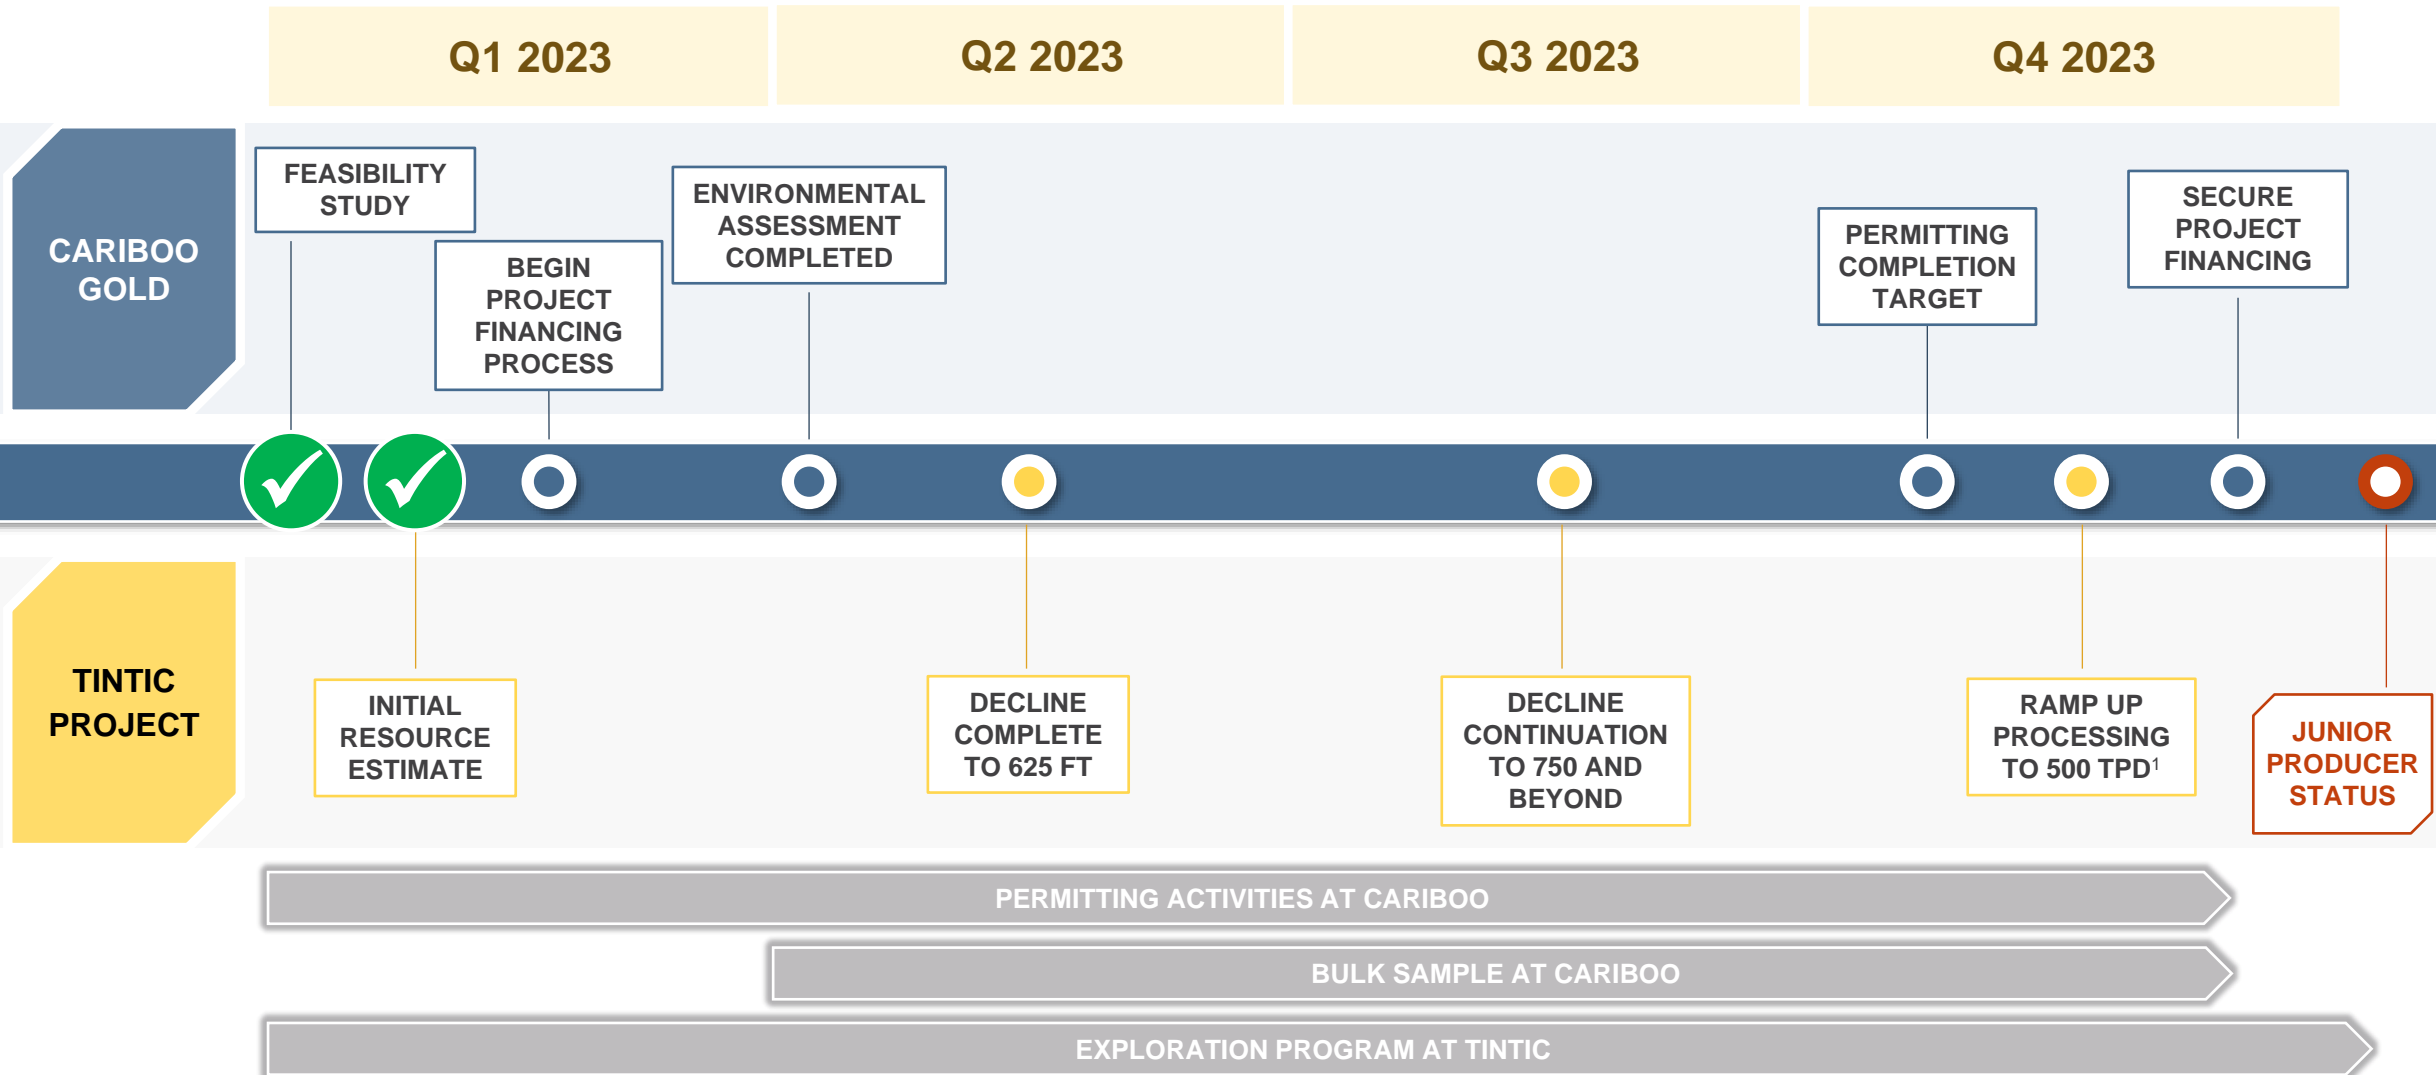 Q1 2023
Q2 2023
Q3 2023
Q4 2023
CARIBOO
GOLD
FEASIBILITY
STUDY
BEGIN
PROJECT
FINANCING
PROCESS
ENVIRONMENTAL
ASSESSMENT
COMPLETED
PERMITTING
COMPLETION
TARGET
SECURE
PROJECT
FINANCING
TINTIC
PROJECT
INITIAL
RESOURCE
ESTIMATE
DECLINE
COMPLETE
TO 625 FT
DECLINE
CONTINUATION
TO 750 AND
BEYOND
RAMP UP
PROCESSING
TO 500 TPD¹
JUNIOR
PRODUCER
STATUS
PERMITTING ACTIVITIES AT CARIBOO
BULK SAMPLE AT CARIBOO
EXPLORATION PROGRAM AT TINTIC